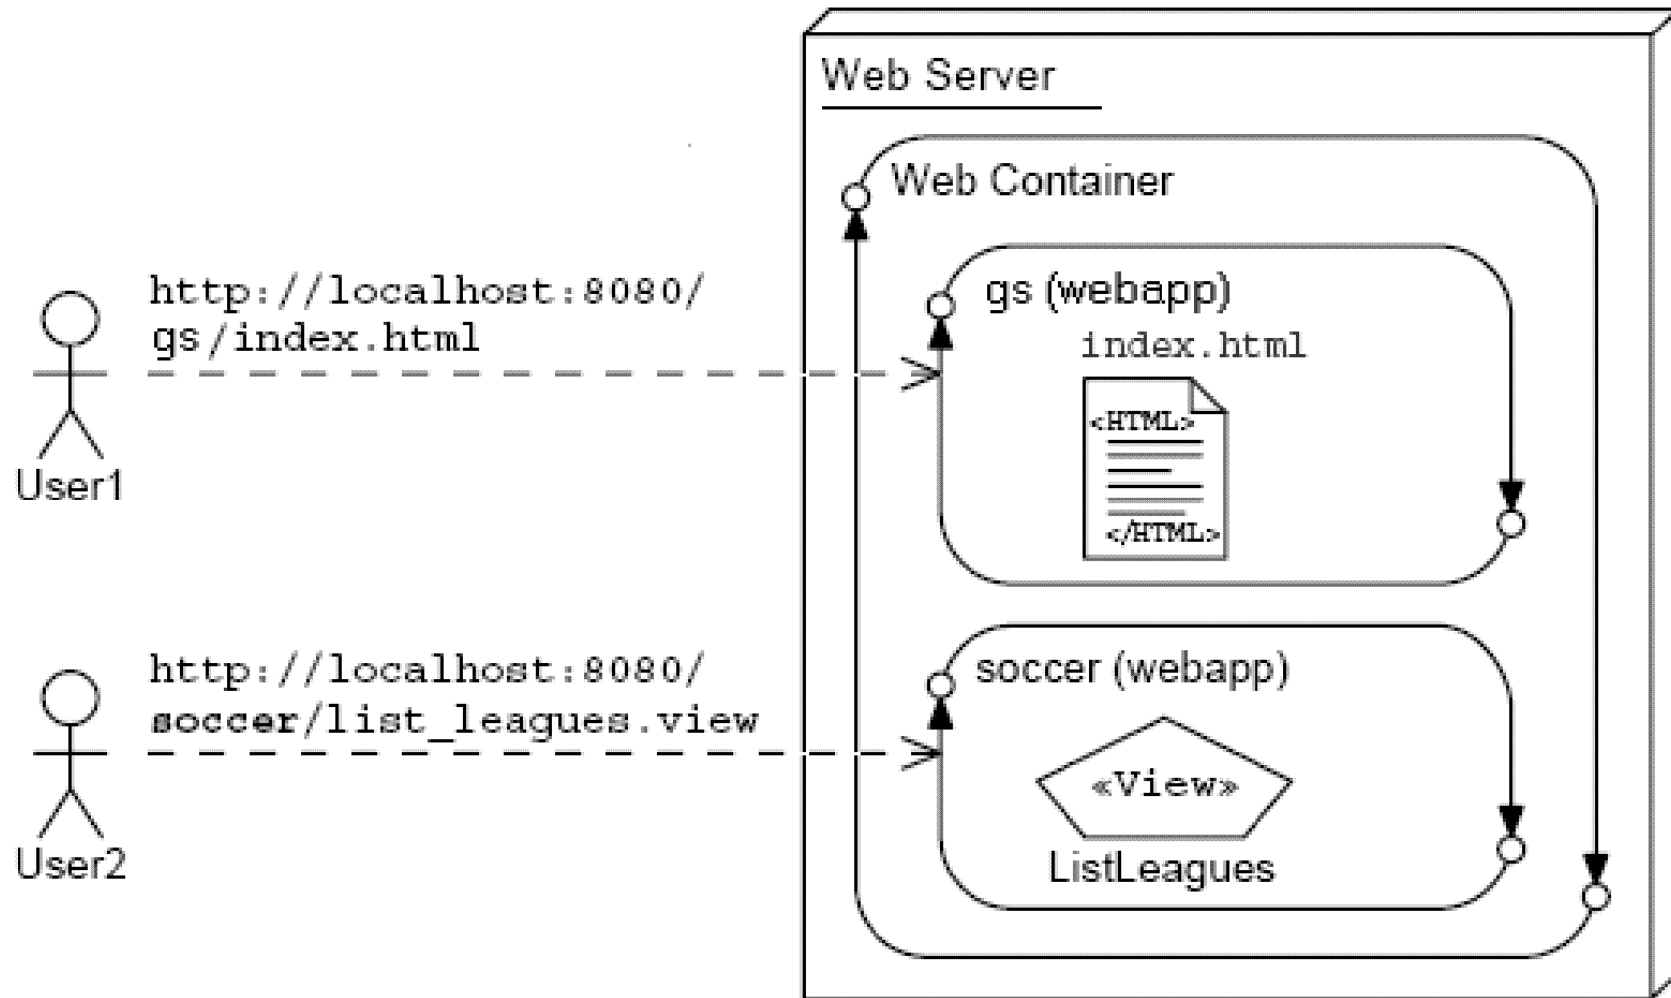 Web Server
Web Container
http://localhost:8080/
gs/index.html
User1
gs (webapp)
index.html
<HTML>
</HTML>
http://localhost:8080/
soccer/list_leagues.view
User2
soccer (webapp)
«View»
ListLeagues